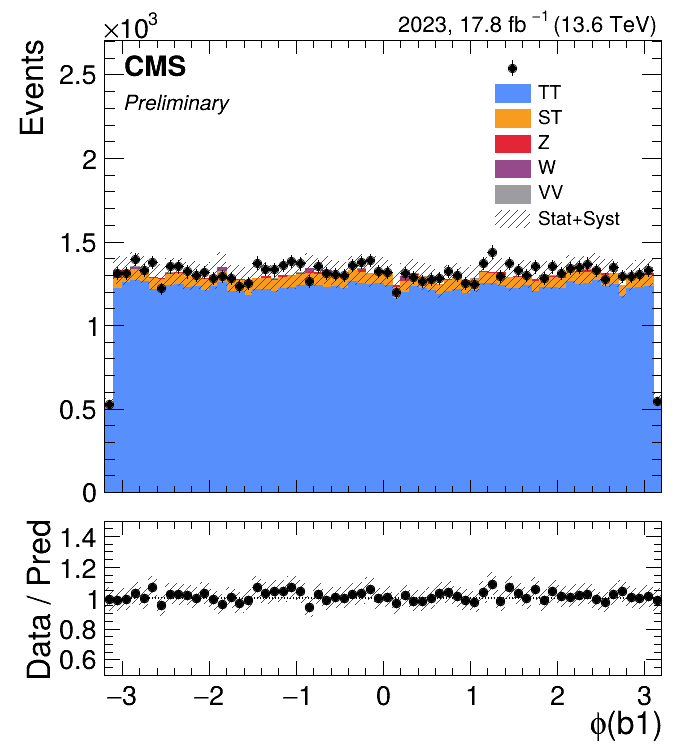 ×10³
2023, 17.8 fb⁻¹ (13.6 TeV)
Events
CMS
Preliminary
TT
ST
Z
W
VV
Stat+Syst
2.5
2
1.5
1
0.5
0
Data / Pred
1.4
1.2
1
0.8
0.6
−3 −2 −1 0 1 2 3
ϕ(b1)